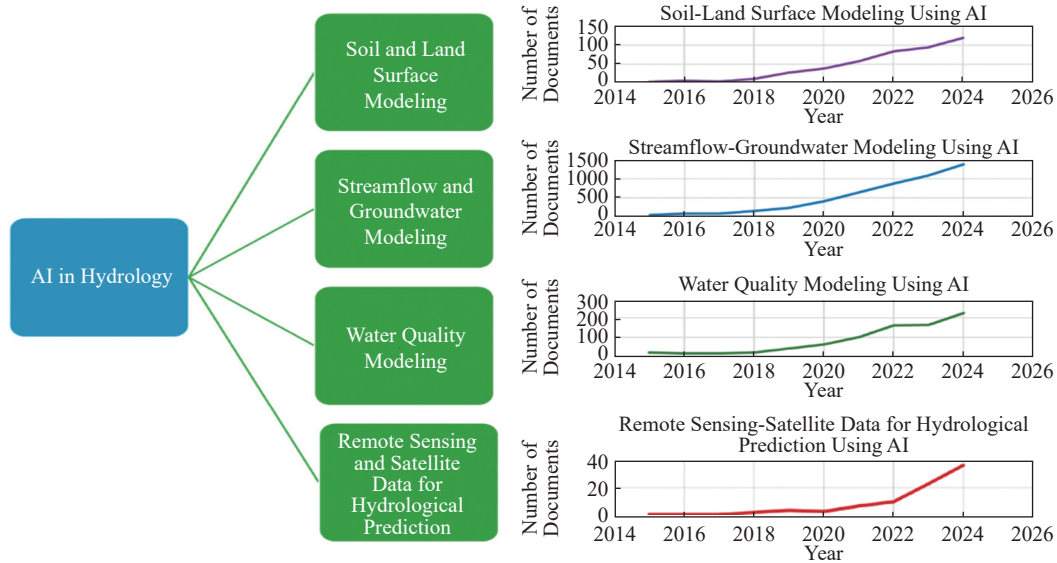 AI in Hydrology
Soil and Land
Surface
Modeling
Streamflow and
Groundwater
Modeling
Water Quality
Modeling
Remote Sensing
and Satellite
Data for
Hydrological
Prediction
Soil-Land Surface Modeling Using AI
Number of
Documents
150
100
50
0
2014 2016 2018 2020 2022 2024 2026
Year
Streamflow-Groundwater Modeling Using AI
Number of
Documents
1500
1000
500
0
2014 2016 2018 2020 2022 2024 2026
Year
Water Quality Modeling Using AI
Number of
Documents
300
200
100
0
2014 2016 2018 2020 2022 2024 2026
Year
Remote Sensing-Satellite Data for Hydrological
Prediction Using AI
Number of
Documents
40
20
0
2014 2016 2018 2020 2022 2024 2026
Year